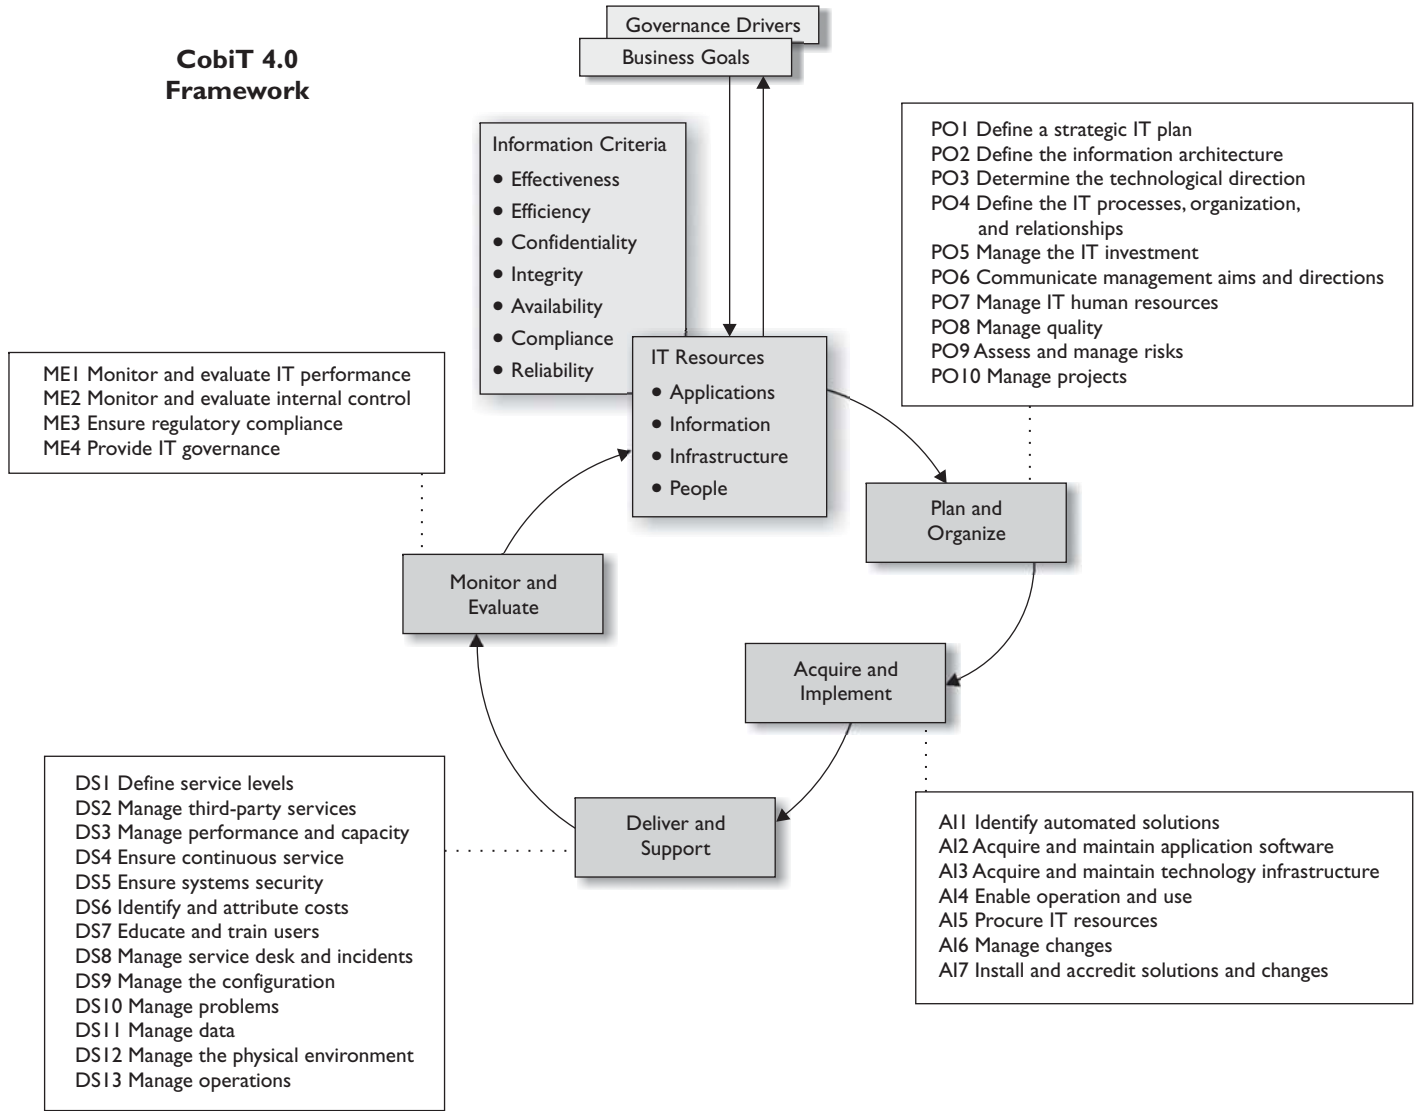 CobiT 4.0
Framework
Governance Drivers
Business Goals
Information Criteria
• Effectiveness
• Efficiency
• Confidentiality
• Integrity
• Availability
• Compliance
• Reliability
IT Resources
• Applications
• Information
• Infrastructure
• People
PO1 Define a strategic IT plan
PO2 Define the information architecture
PO3 Determine the technological direction
PO4 Define the IT processes, organization,
and relationships
PO5 Manage the IT investment
PO6 Communicate management aims and directions
PO7 Manage IT human resources
PO8 Manage quality
PO9 Assess and manage risks
PO10 Manage projects
Plan and
Organize
ME1 Monitor and evaluate IT performance
ME2 Monitor and evaluate internal control
ME3 Ensure regulatory compliance
ME4 Provide IT governance
Monitor and
Evaluate
Acquire and
Implement
Deliver and
Support
DS1 Define service levels
DS2 Manage third-party services
DS3 Manage performance and capacity
DS4 Ensure continuous service
DS5 Ensure systems security
DS6 Identify and attribute costs
DS7 Educate and train users
DS8 Manage service desk and incidents
DS9 Manage the configuration
DS10 Manage problems
DS11 Manage data
DS12 Manage the physical environment
DS13 Manage operations
AI1 Identify automated solutions
AI2 Acquire and maintain application software
AI3 Acquire and maintain technology infrastructure
AI4 Enable operation and use
AI5 Procure IT resources
AI6 Manage changes
AI7 Install and accredit solutions and changes